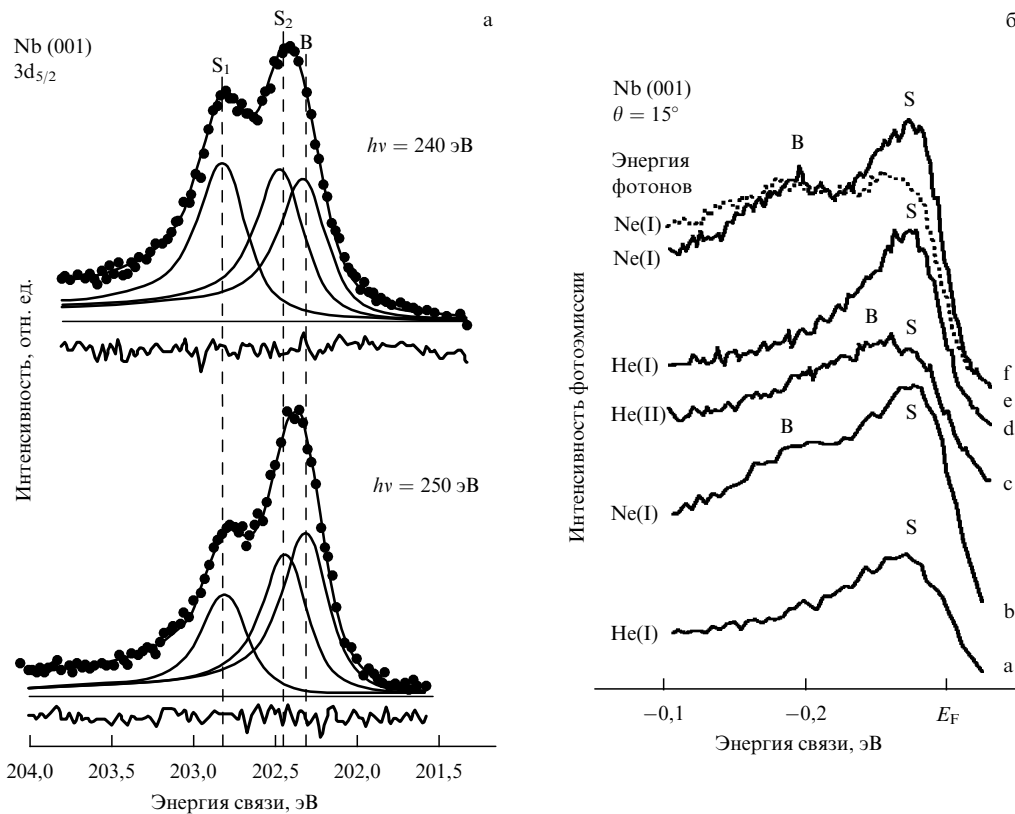 а
Nb (001)
3d5/2
S1
S2
B
hν = 240 эВ
hν = 250 эВ
Интенсивность, отн. ед.
204,0 203,5 203,0 202,5 202,0 201,5
Энергия связи, эВ
б
Nb (001)
θ = 15°
Энергия
фотонов
B
S
Ne(I)
Ne(I)
S
He(I)
B
S
He(II)
B
S
Ne(I)
S
He(I)
f
e
d
c
b
a
Интенсивность фотоэмиссии
−0,1 −0,2 EF
Энергия связи, эВ